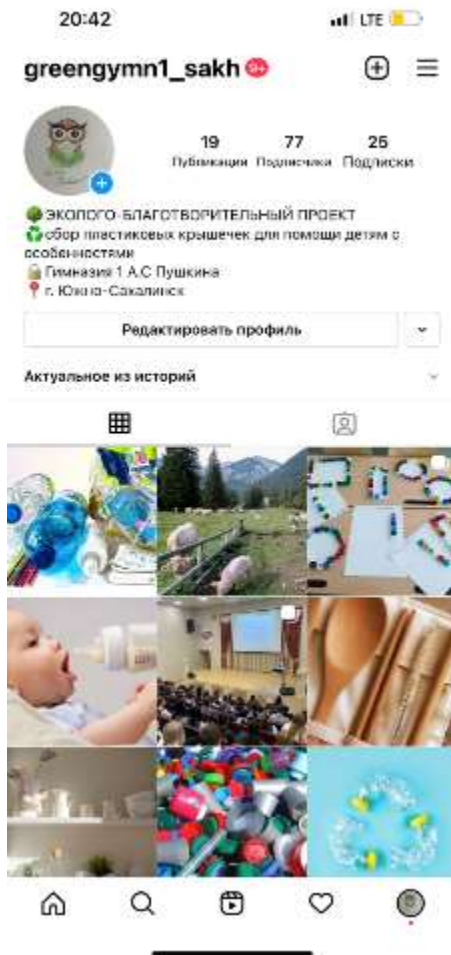 20:42 LTE
greengymn1_sakh 9+
19 77 25
Публикации Подписчики Подписки
ЭКОЛОГО-БЛАГОТВОРИТЕЛЬНЫЙ ПРОЕКТ
сбор пластиковых крышечек для помощи детям с
особенностями
Гимназия 1 А.С Пушкина
г. Южно-Сахалинск
Редактировать профиль
Актуальное из историй